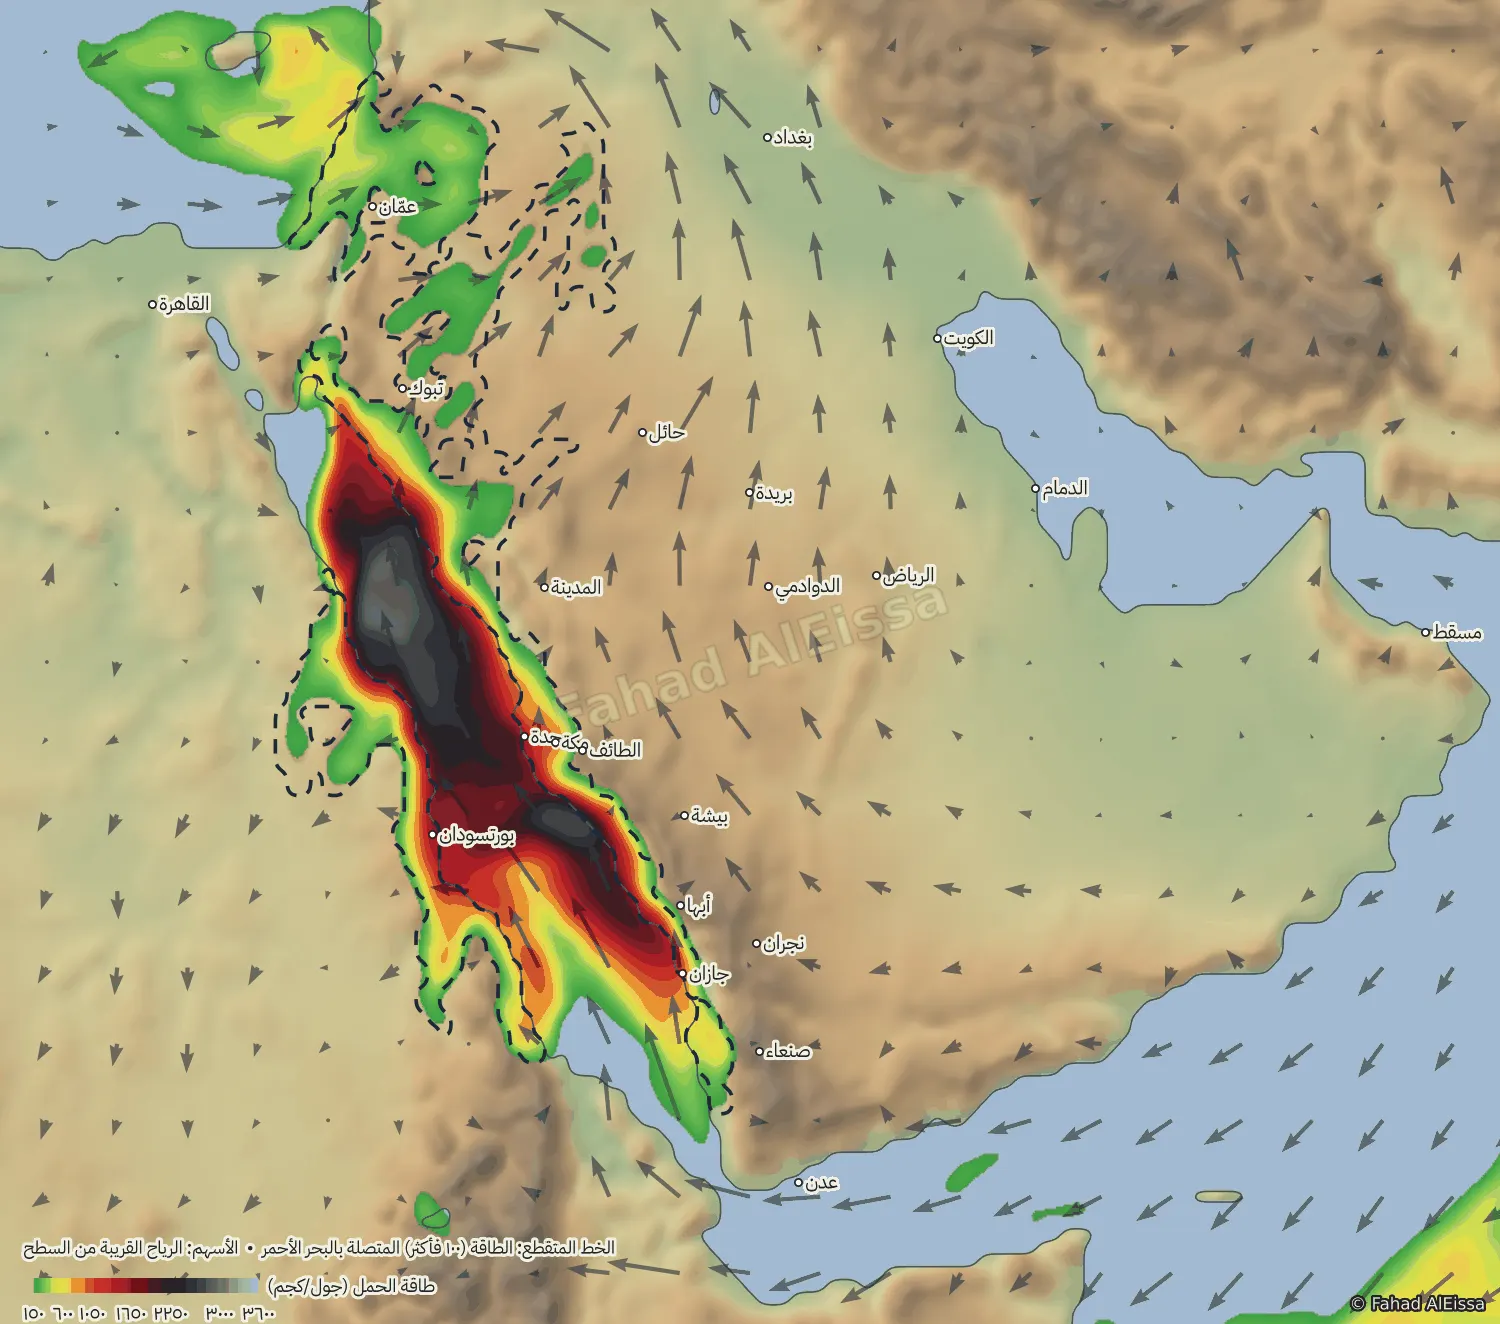 بغداد
عمّان
القاهرة
الكويت
تبوك
حائل
الدمام
بريدة
المدينة
الدوادمي
الرياض
مسقط
Fahad AlEissa
جدة
مكة
الطائف
بيشة
بورتسودان
أبها
نجران
جازان
صنعاء
عدن
الخط المتقطع: الطاقة (١٠٠ فأكثر) المتصلة بالبحر الأحمر • الأسهم: الرياح القريبة من السطح
طاقة الحمل (جول/كجم)
١٥٠ ٦٠٠ ١٠٥٠ ١٦٥٠ ٢٢٥٠ ٣٠٠٠ ٣٦٠٠
© Fahad AlEissa